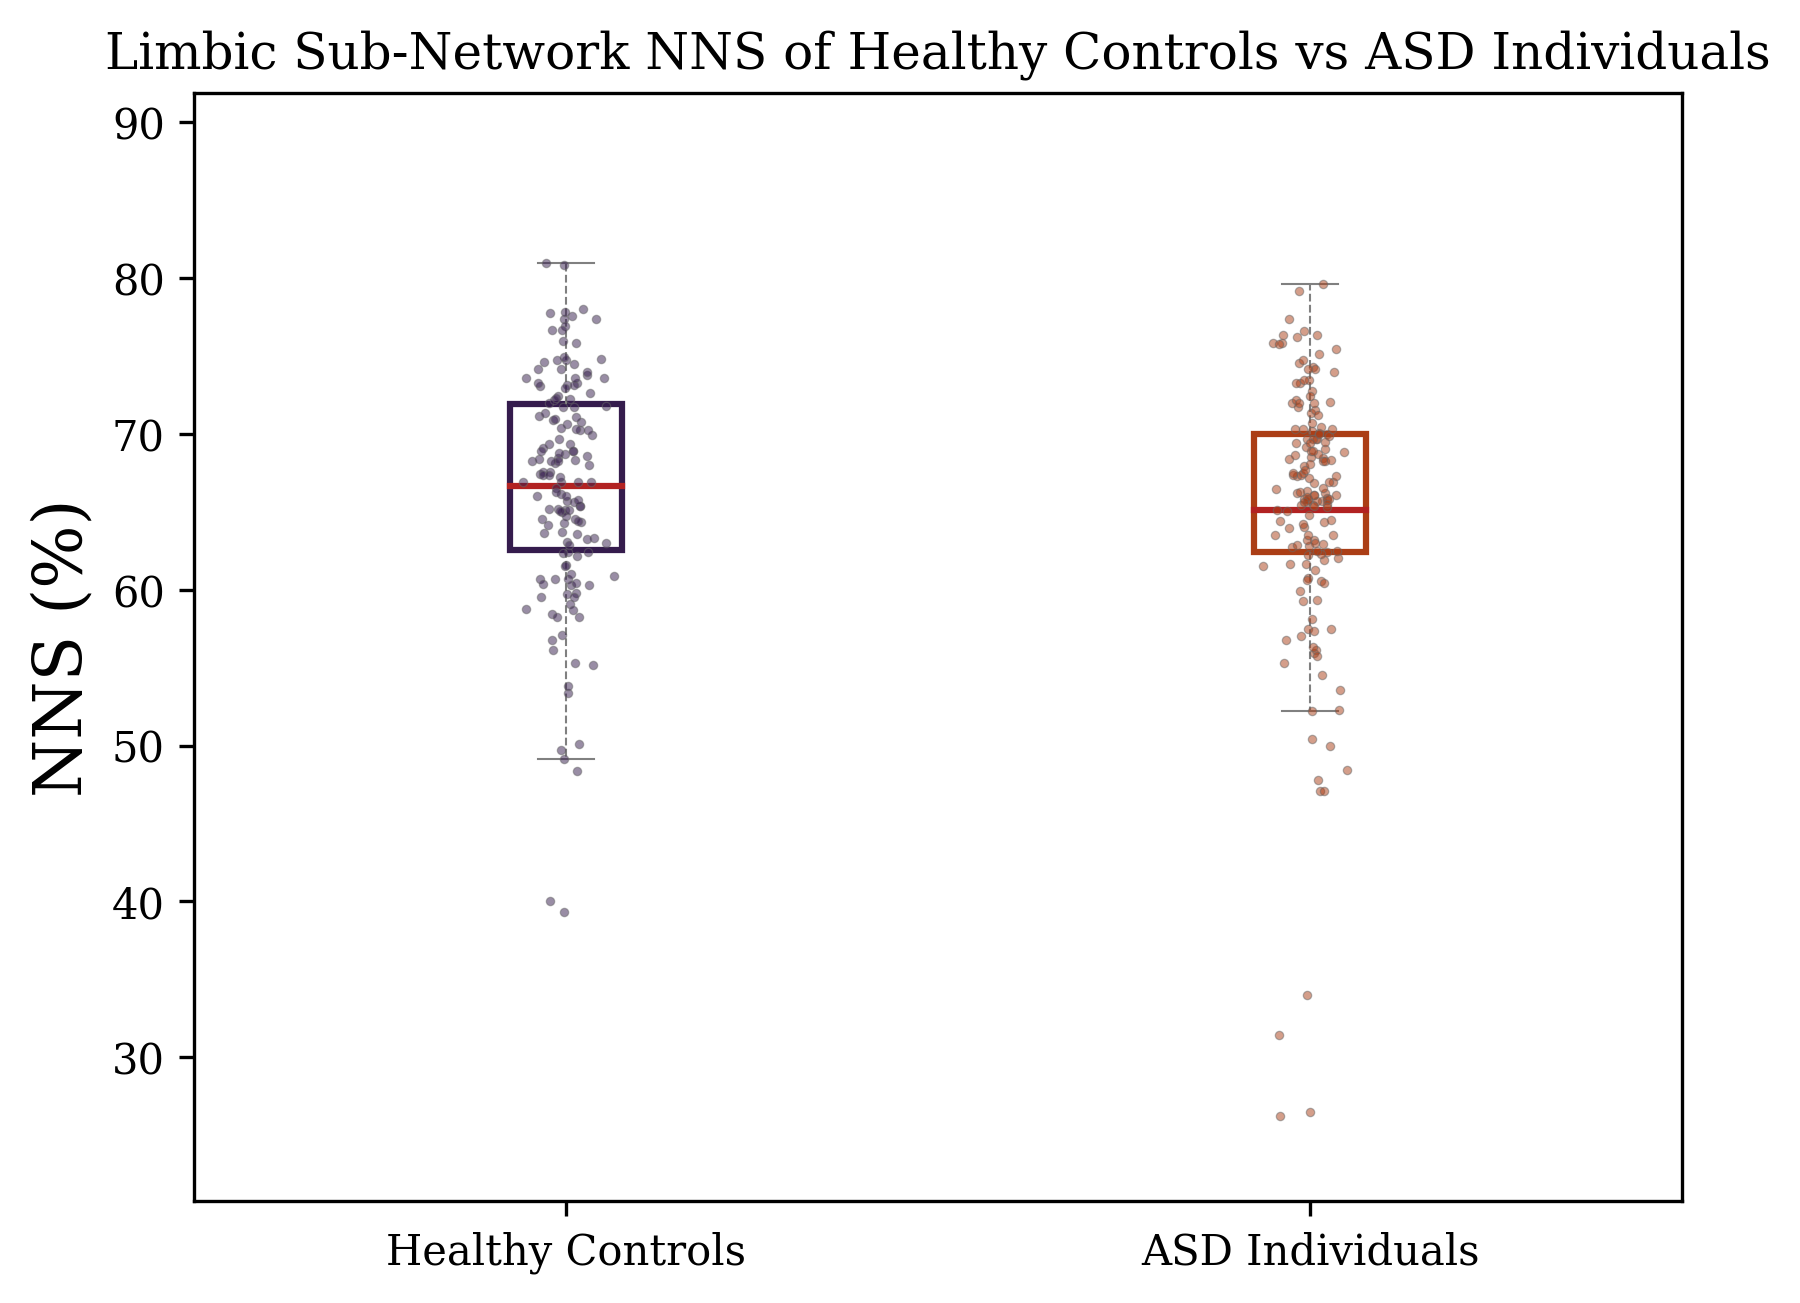 Limbic Sub-Network NNS of Healthy Controls vs ASD Individuals
NNS (%)
90
80
70
60
50
40
30
Healthy Controls
ASD Individuals